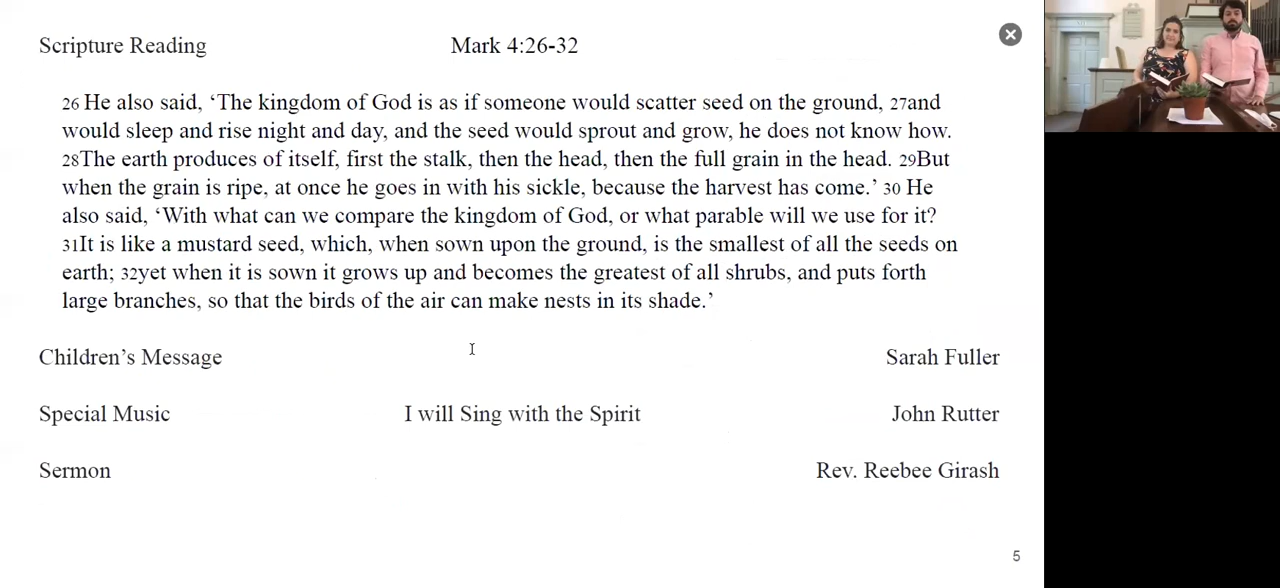 Scripture Reading Mark 4:26-32
26 He also said, ‘The kingdom of God is as if someone would scatter seed on the ground, 27and
would sleep and rise night and day, and the seed would sprout and grow, he does not know how.
28The earth produces of itself, first the stalk, then the head, then the full grain in the head. 29But
when the grain is ripe, at once he goes in with his sickle, because the harvest has come.’ 30 He
also said, ‘With what can we compare the kingdom of God, or what parable will we use for it?
31It is like a mustard seed, which, when sown upon the ground, is the smallest of all the seeds on
earth; 32yet when it is sown it grows up and becomes the greatest of all shrubs, and puts forth
large branches, so that the birds of the air can make nests in its shade.’
Children’s Message Sarah Fuller
Special Music I will Sing with the Spirit John Rutter
Sermon Rev. Reebee Girash
5